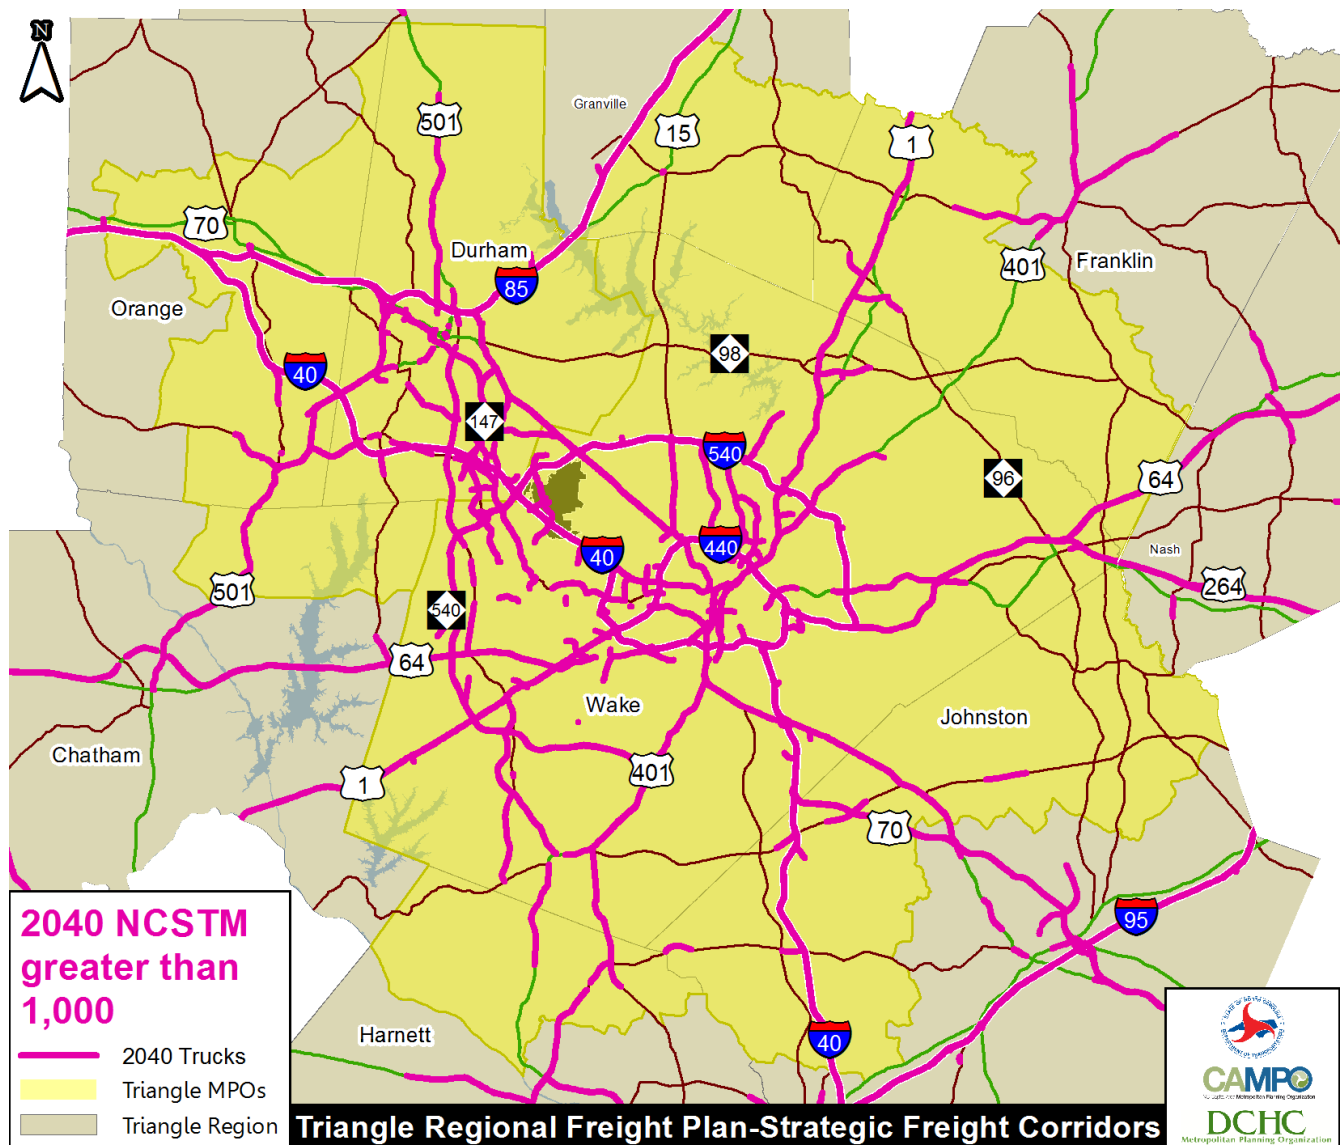 N
Granville
501
15
1
70
Durham
401
Franklin
85
Orange
98
40
147
540
64
96
40
440
Nash
501
264
540
64
Wake
Johnston
Chatham
401
1
70
95
2040 NCSTM
greater than
1,000
Harnett
40
2040 Trucks
Triangle MPOs
Triangle Region
Triangle Regional Freight Plan-Strategic Freight Corridors
CAMPO
DCHC
Metropolitan Planning Organization